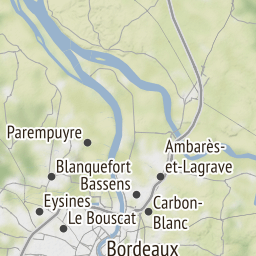 Parempuyre
Ambarès-
et-Lagrave
Blanquefort
Bassens
Eysines
Le Bouscat
Carbon-
Blanc
Bordeaux